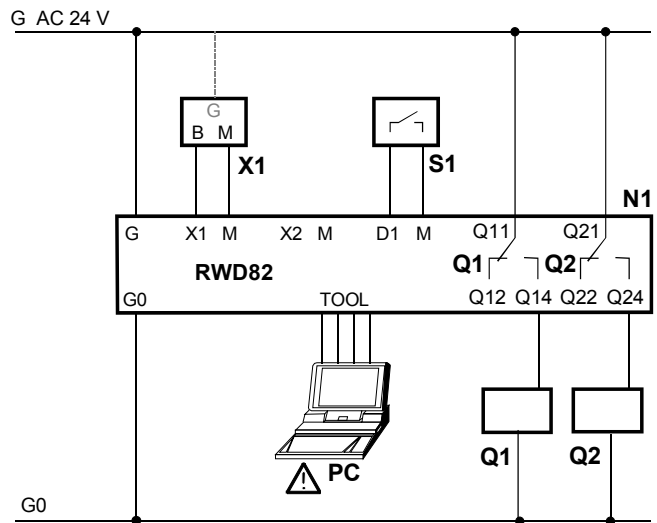 G AC 24 V
G
B M
X1
S1
N1
G X1 M X2 M D1 M Q11 Q21
Q1 Q2
RWD82
G0 TOOL Q12 Q14 Q22 Q24
PC
Q1 Q2
G0